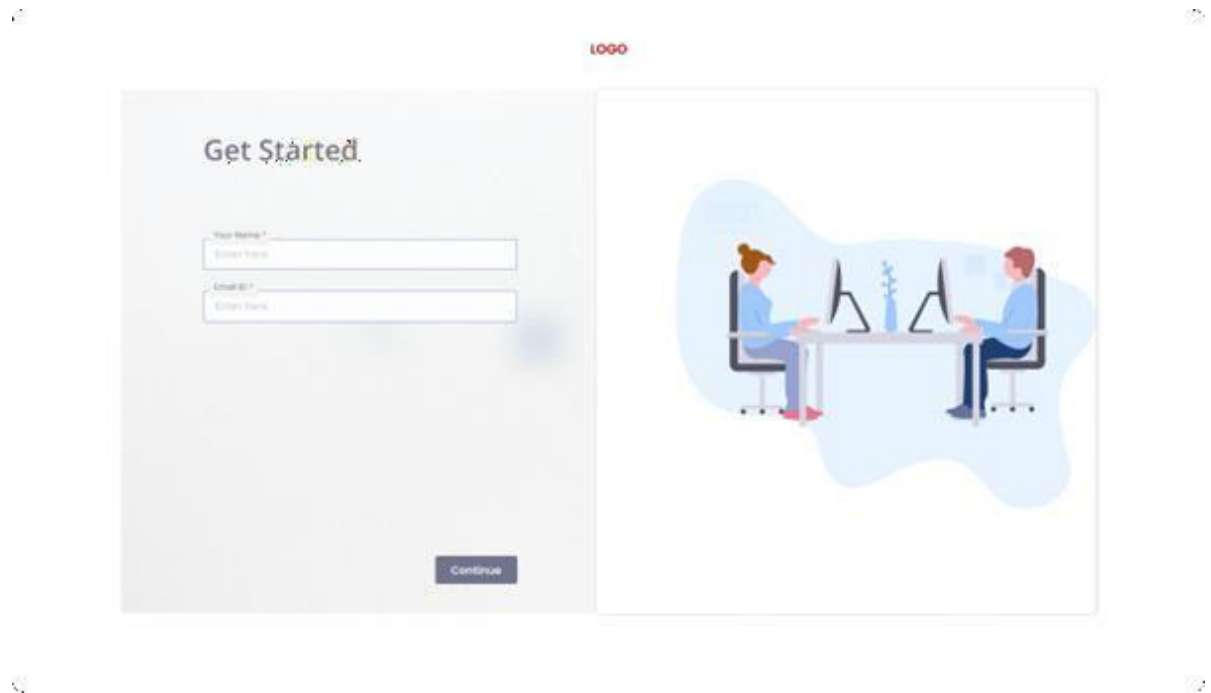 LOGO
Get Started
Your Name *
Enter here
Email ID *
Enter here
Continue